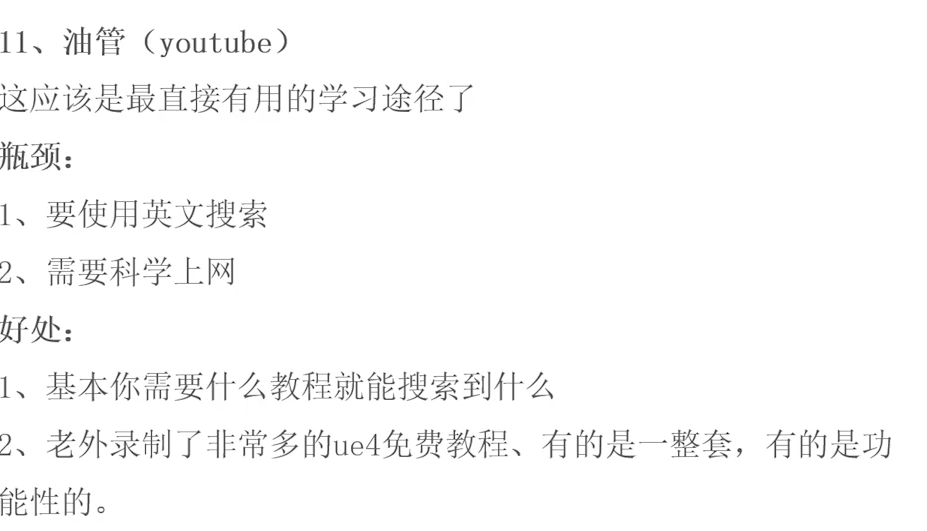 11、油管（youtube）
这应该是最直接有用的学习途径了
瓶颈：
1、要使用英文搜索
2、需要科学上网
好处：
1、基本你需要什么教程就能搜索到什么
2、老外录制了非常多的ue4免费教程、有的是一整套，有的是功
能性的。